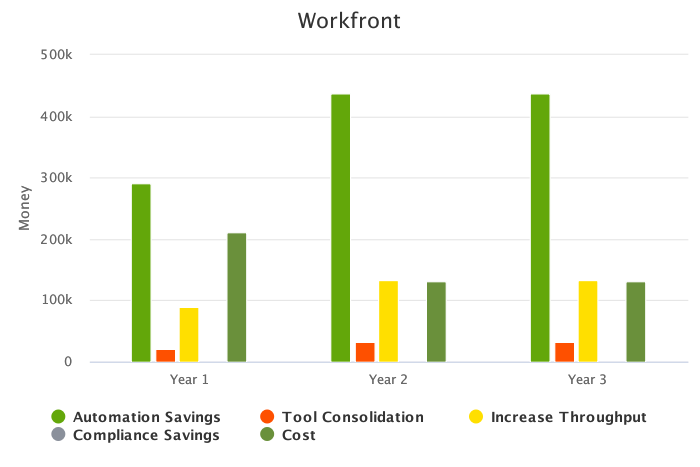 Workfront
500k
400k
300k
200k
100k
0
Money
Year 1 Year 2 Year 3
Automation Savings Tool Consolidation Increase Throughput
Compliance Savings Cost